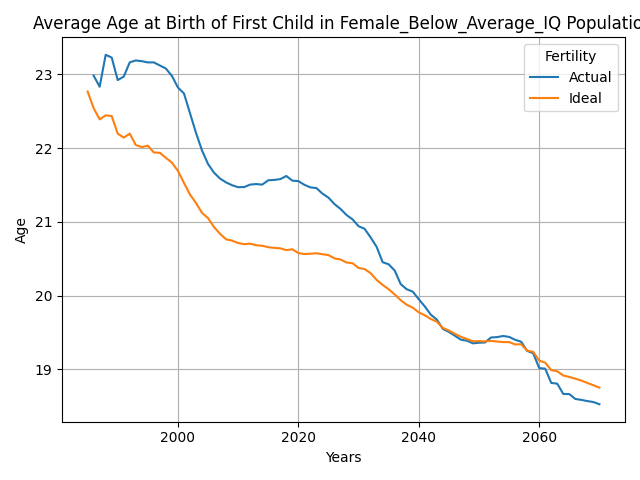 Average Age at Birth of First Child in Female_Below_Average_IQ Populatio
Fertility
Actual
Ideal
23
22
21
20
19
Age
2000
2020
2040
2060
Years